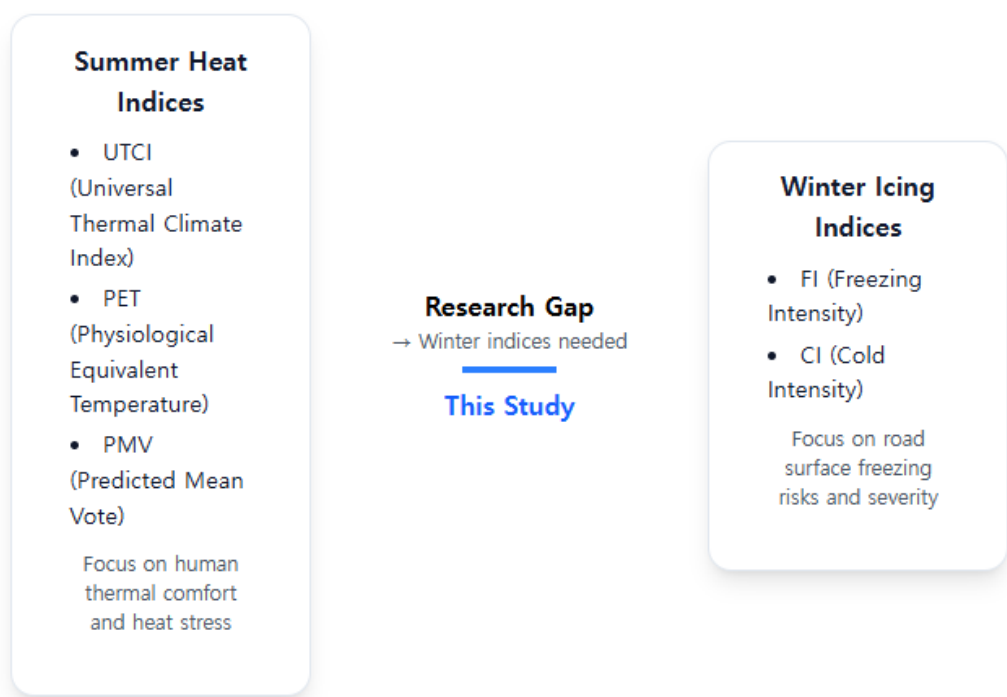 Summer Heat
Indices
• UTCI
(Universal
Thermal Climate
Index)
• PET
(Physiological
Equivalent
Temperature)
• PMV
(Predicted Mean
Vote)
Focus on human
thermal comfort
and heat stress
Research Gap
→ Winter indices needed
This Study
Winter Icing
Indices
• FI (Freezing
Intensity)
• CI (Cold
Intensity)
Focus on road
surface freezing
risks and severity